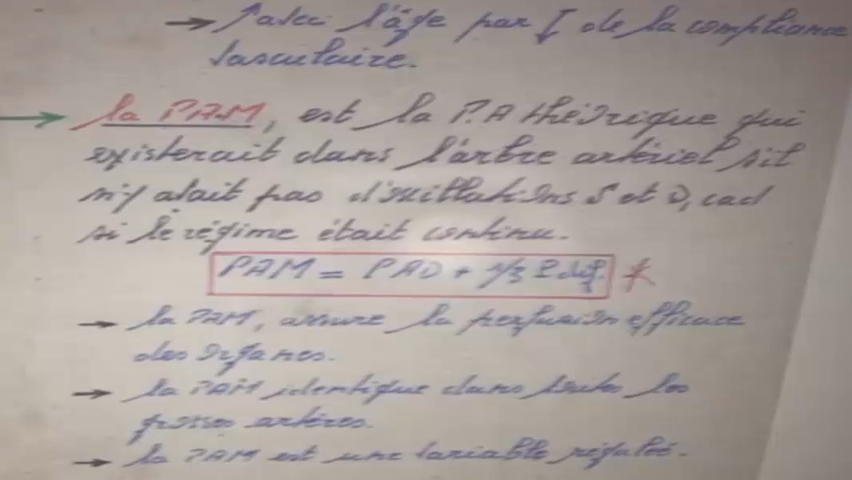 → ↑ avec l'âge par ↓ de la compliance
vasculaire.
→ la PAM, est la P.A théorique qui
existerait dans l'arbre artériel s'il
n'y avait pas d'oscillations S et D, cad
si le régime était continu.
PAM = PAD + 1/3 P dif. *
→ la PAM, assure la perfusion efficace
des organes.
→ la PAM identique dans toutes les
grosses artères.
→ la PAM est une variable régulée.